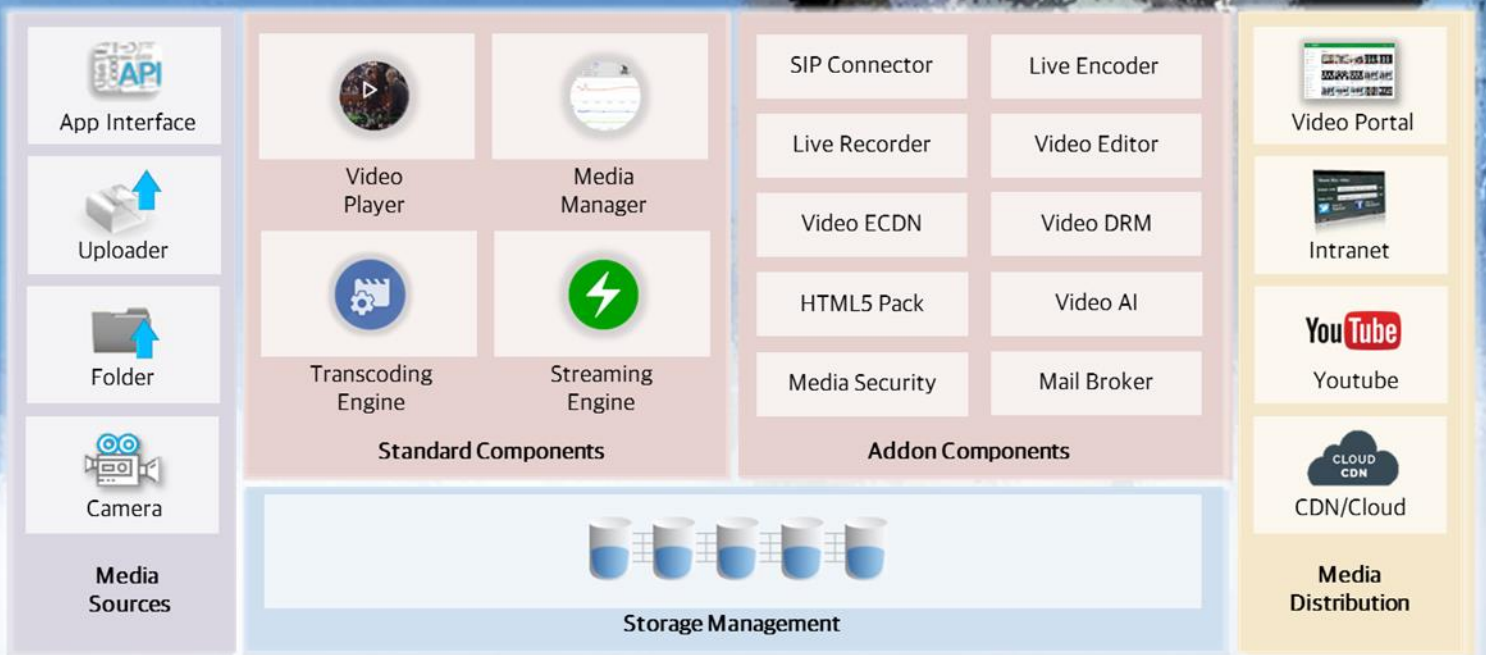 API
App Interface
Uploader
Folder
Camera
Media
Sources
Video
Player
Media
Manager
Transcoding
Engine
Streaming
Engine
Standard Components
SIP Connector
Live Encoder
Live Recorder
Video Editor
Video ECDN
Video DRM
HTML5 Pack
Video AI
Media Security
Mail Broker
Addon Components
Storage Management
Video Portal
Intranet
YouTube
Youtube
CLOUD
CDN
CDN/Cloud
Media
Distribution